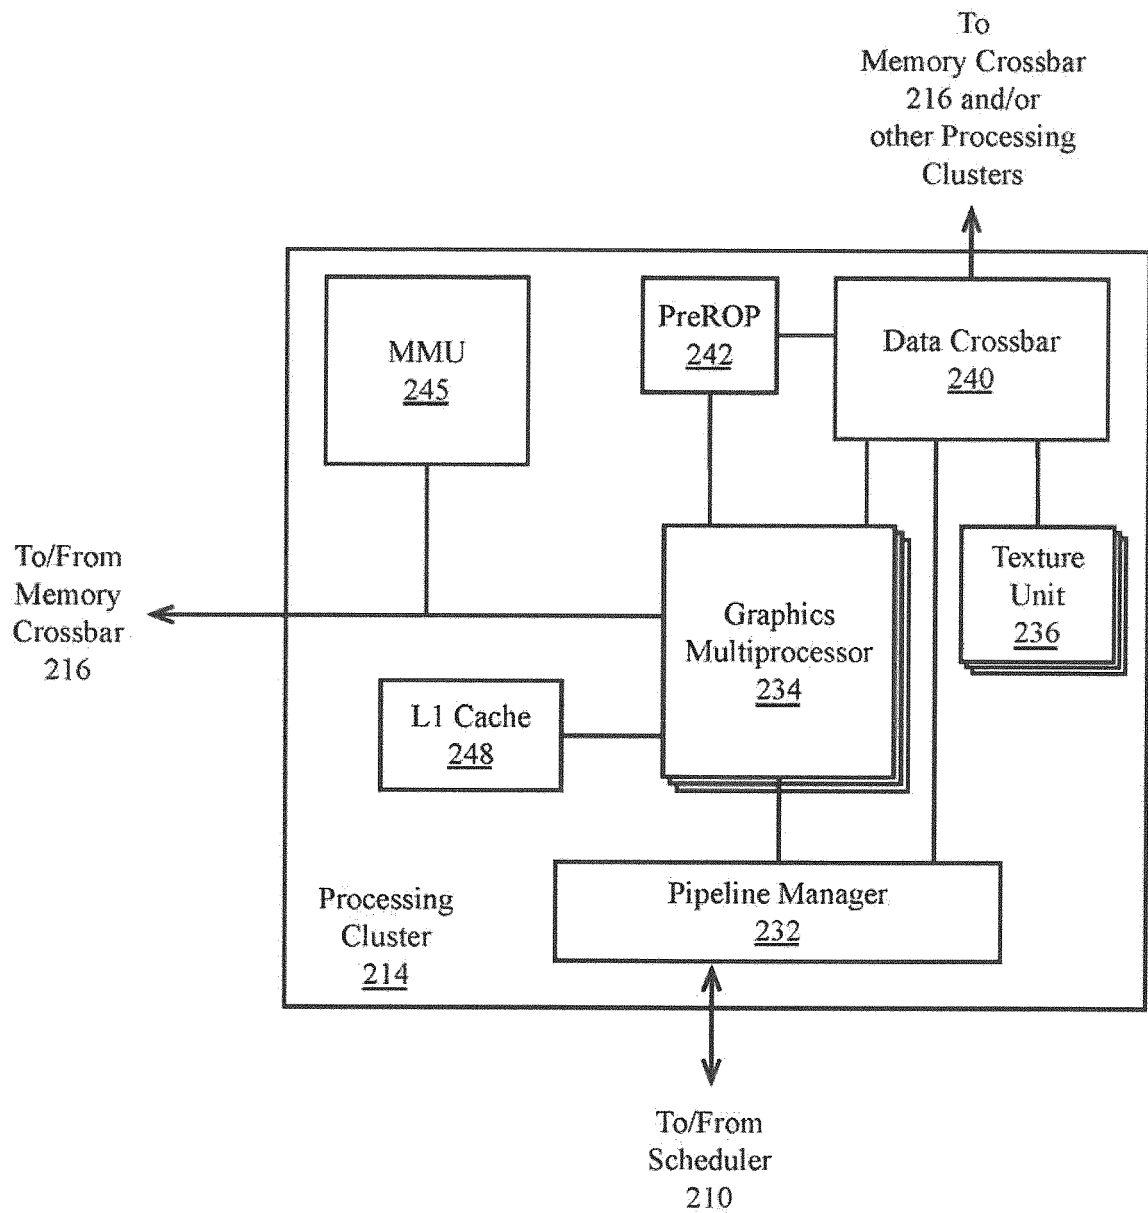 To
Memory Crossbar
216 and/or
other Processing
Clusters
MMU
245
PreROP
242
Data Crossbar
240
To/From
Memory
Crossbar
216
Graphics
Multiprocessor
234
Texture
Unit
236
L1 Cache
248
Pipeline Manager
232
Processing
Cluster
214
To/From
Scheduler
210